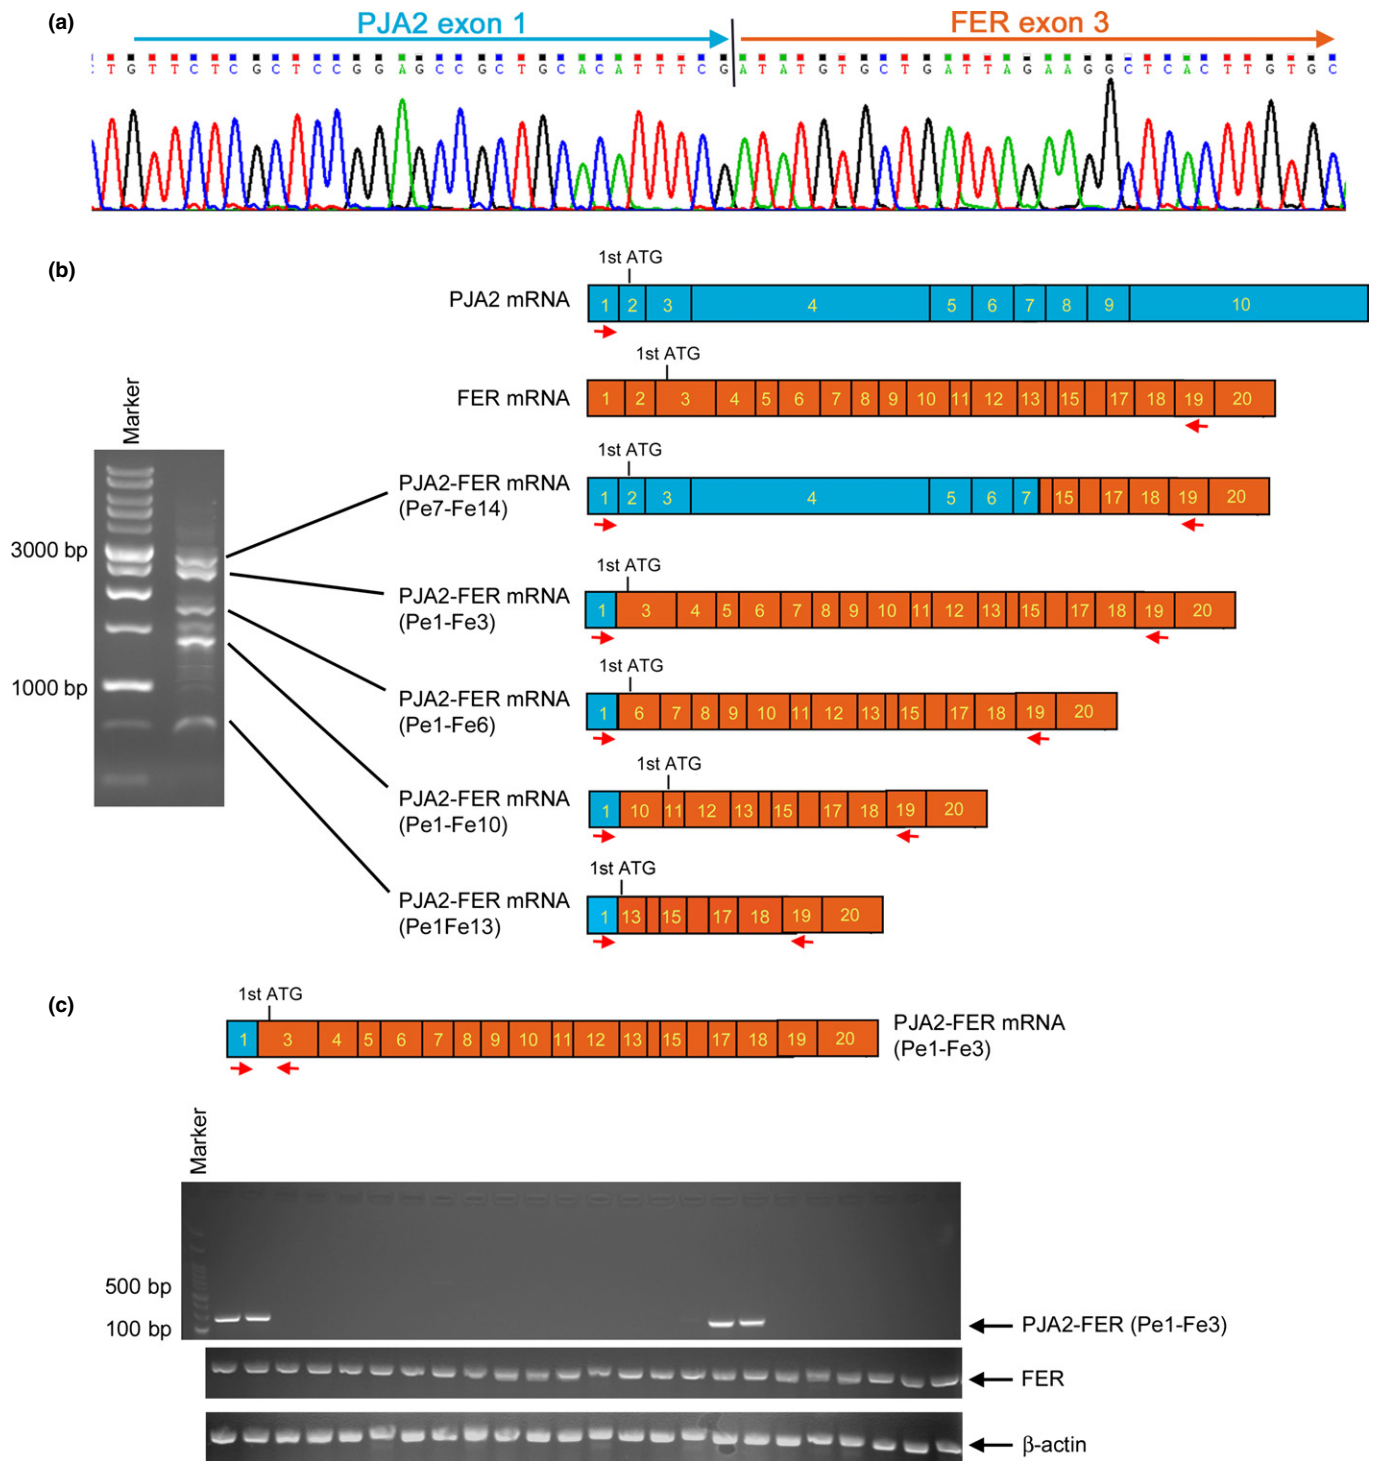 (a)
PJA2 exon 1 FER exon 3
T G T T C T C G C T C C G G A G C C G C T G C A C A T T T C G A T A T G T G C T G A T T A G A A G G C T C A C T T G T G C
(b)
1st ATG
PJA2 mRNA 1 2 3 4 5 6 7 8 9 10
1st ATG
FER mRNA 1 2 3 4 5 6 7 8 9 10 11 12 13 15 17 18 19 20
Marker
3000 bp
1000 bp
1st ATG
PJA2-FER mRNA
(Pe7-Fe14)
1 2 3 4 5 6 7 15 17 18 19 20
1st ATG
PJA2-FER mRNA
(Pe1-Fe3)
1 3 4 5 6 7 8 9 10 11 12 13 15 17 18 19 20
1st ATG
PJA2-FER mRNA
(Pe1-Fe6)
1 6 7 8 9 10 11 12 13 15 17 18 19 20
1st ATG
PJA2-FER mRNA
(Pe1-Fe10)
1 10 11 12 13 15 17 18 19 20
1st ATG
PJA2-FER mRNA
(Pe1Fe13)
1 13 15 17 18 19 20
(c)
1st ATG
1 3 4 5 6 7 8 9 10 11 12 13 15 17 18 19 20
PJA2-FER mRNA
(Pe1-Fe3)
Marker
500 bp
100 bp
PJA2-FER (Pe1-Fe3)
FER
β-actin